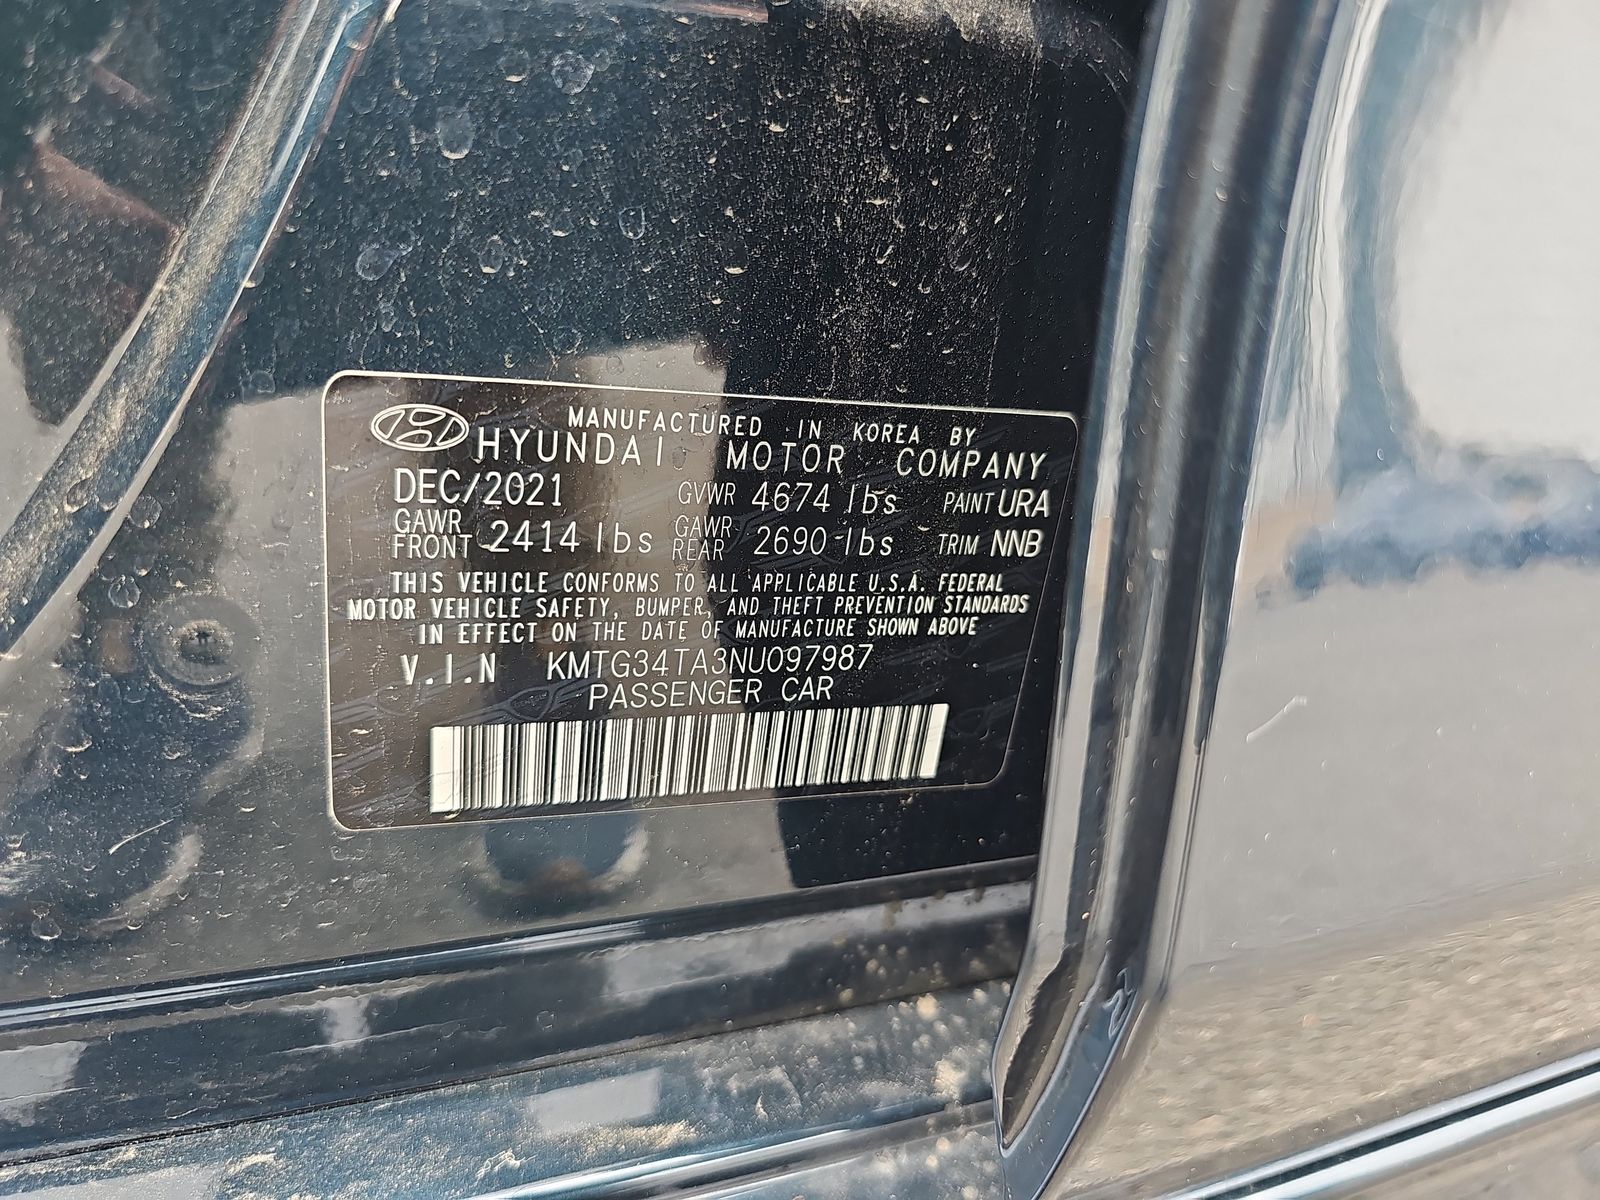 MANUFACTURED IN KOREA BY
HYUNDAI MOTOR COMPANY
DEC/2021 GVWR 4674 lbs PAINT URA
GAWR FRONT 2414 lbs GAWR REAR 2690 lbs TRIM NNB
THIS VEHICLE CONFORMS TO ALL APPLICABLE U.S.A. FEDERAL
MOTOR VEHICLE SAFETY, BUMPER, AND THEFT PREVENTION STANDARDS
IN EFFECT ON THE DATE OF MANUFACTURE SHOWN ABOVE
V.I.N KMTG34TA3NU097987
PASSENGER CAR